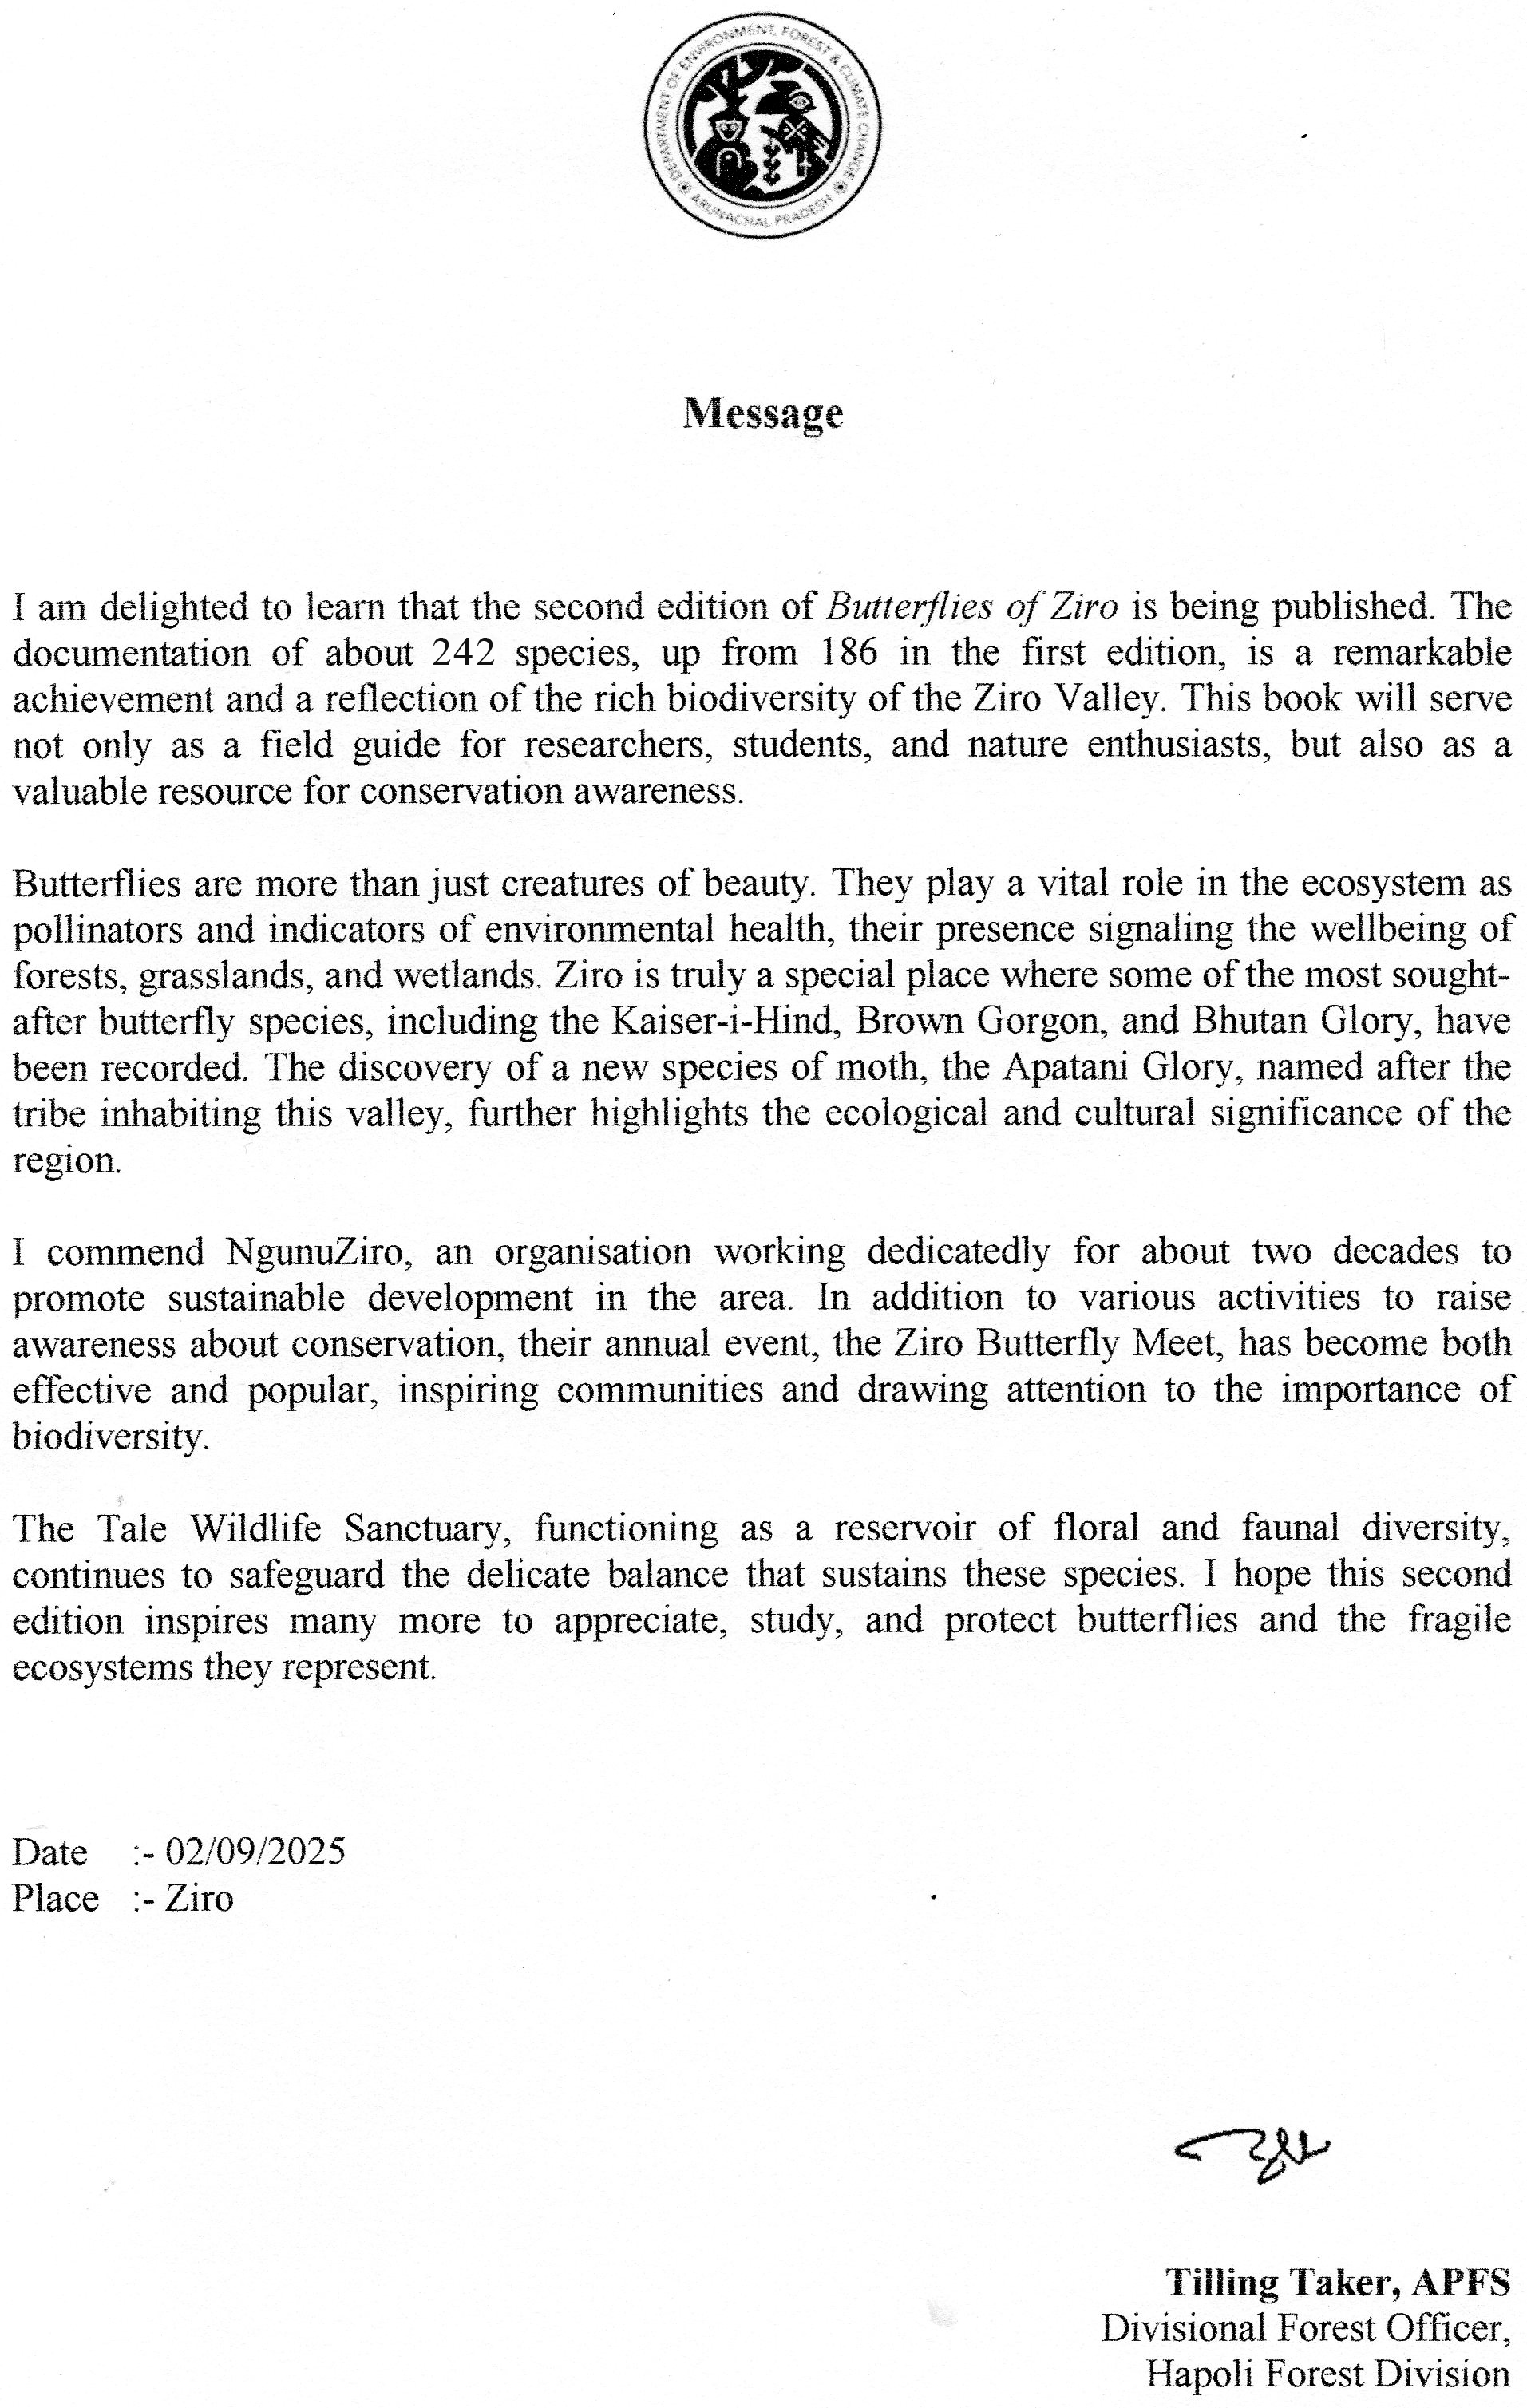 DEPARTMENT OF ENVIRONMENT, FOREST & CLIMATE CHANGE
ARUNACHAL PRADESH
Message
I am delighted to learn that the second edition of Butterflies of Ziro is being published. The
documentation of about 242 species, up from 186 in the first edition, is a remarkable
achievement and a reflection of the rich biodiversity of the Ziro Valley. This book will serve
not only as a field guide for researchers, students, and nature enthusiasts, but also as a
valuable resource for conservation awareness.
Butterflies are more than just creatures of beauty. They play a vital role in the ecosystem as
pollinators and indicators of environmental health, their presence signaling the wellbeing of
forests, grasslands, and wetlands. Ziro is truly a special place where some of the most sought-
after butterfly species, including the Kaiser-i-Hind, Brown Gorgon, and Bhutan Glory, have
been recorded. The discovery of a new species of moth, the Apatani Glory, named after the
tribe inhabiting this valley, further highlights the ecological and cultural significance of the
region.
I commend NgunuZiro, an organisation working dedicatedly for about two decades to
promote sustainable development in the area. In addition to various activities to raise
awareness about conservation, their annual event, the Ziro Butterfly Meet, has become both
effective and popular, inspiring communities and drawing attention to the importance of
biodiversity.
The Tale Wildlife Sanctuary, functioning as a reservoir of floral and faunal diversity,
continues to safeguard the delicate balance that sustains these species. I hope this second
edition inspires many more to appreciate, study, and protect butterflies and the fragile
ecosystems they represent.
Date :- 02/09/2025
Place :- Ziro
Tilling Taker, APFS
Divisional Forest Officer,
Hapoli Forest Division